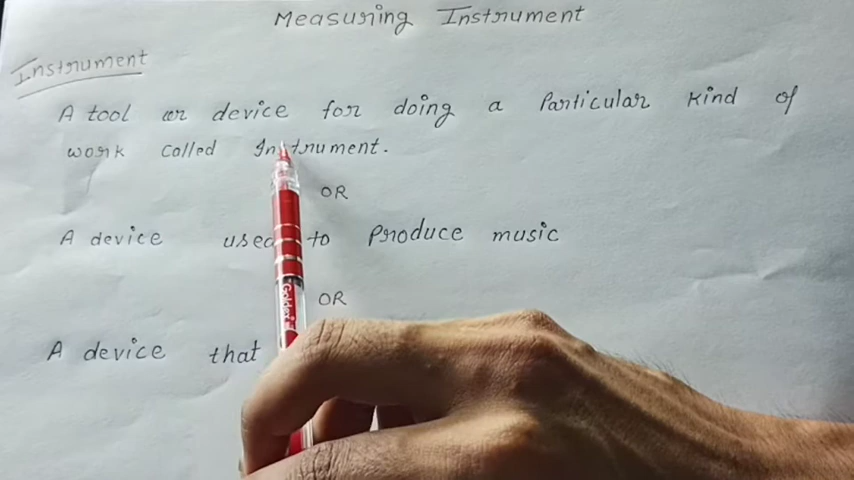 Measuring Instrument
Instrument
A tool or device for doing a Particular kind of
work called Instrument.
OR
A device used to Produce music
OR
A device that